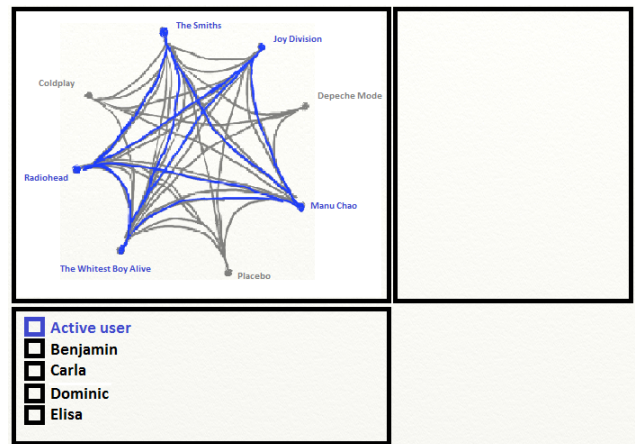 The Smiths
Joy Division
Coldplay
Depeche Mode
Radiohead
Manu Chao
The Whitest Boy Alive
Placebo
Active user
Benjamin
Carla
Dominic
Elisa